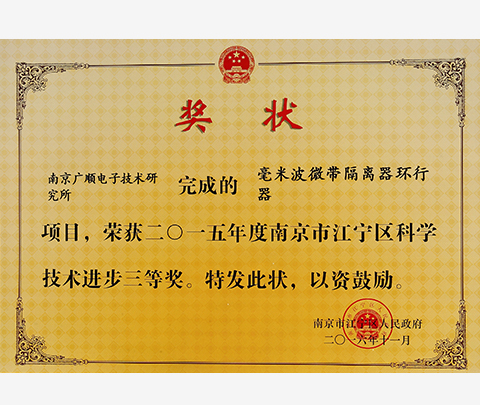 奖状
南京广顺电子技术研
究所
完成的
毫米波微带隔离器环行
器
项目，荣获二〇一五年度南京市江宁区科学
技术进步三等奖。特发此状，以资鼓励。
南京市江宁区人民政府
二〇一六年十一月